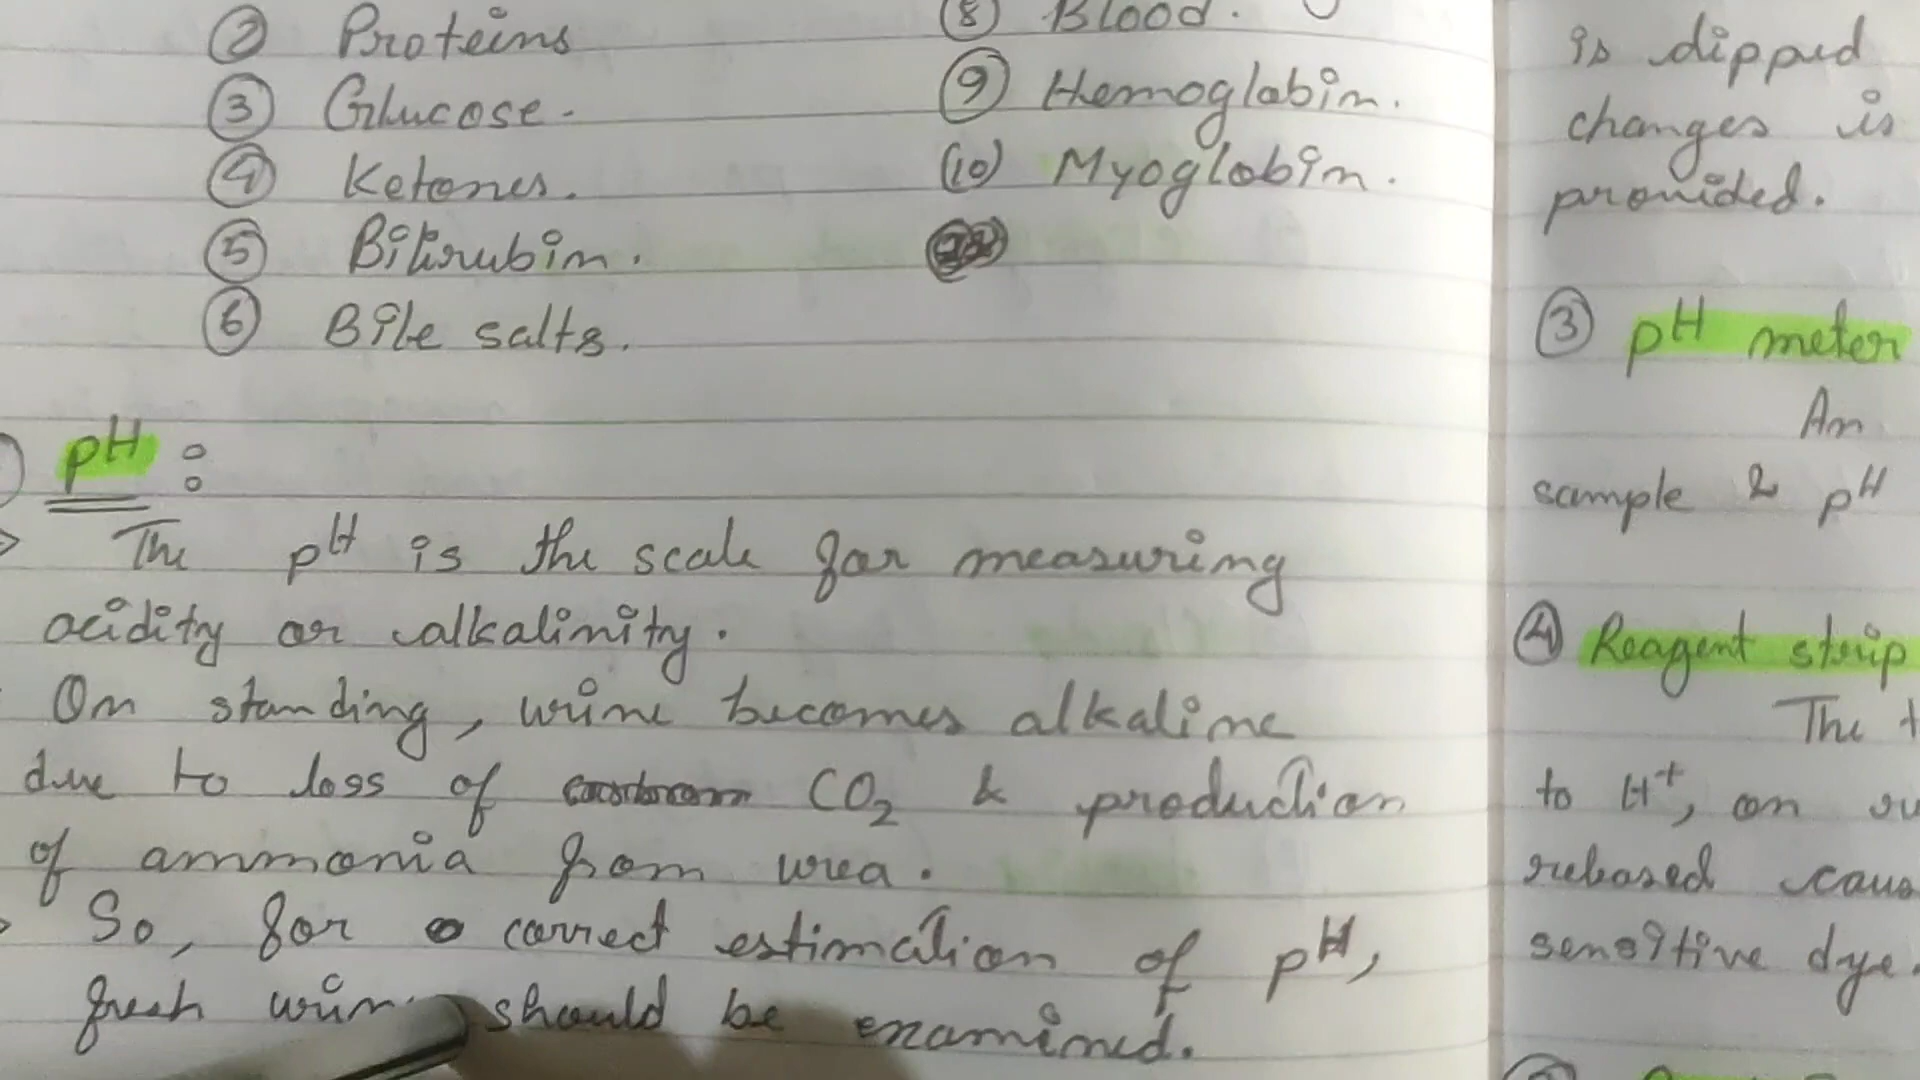 ② Proteins
③ Glucose.
④ Ketones.
⑤ Bilirubin.
⑥ Bile salts.
⑧ Blood.
⑨ Hemoglabin.
(10) Myoglobin.
pH :
The pH is the scale for measuring
acidity or alkalinity.
On standing, urine becomes alkaline
due to loss of CO₂ & production
of ammonia from urea.
So, for correct estimation of pH,
fresh urine should be examined.
is dipped
changes is
provided.
③ pH meter
An
sample & pH
④ Reagent strip
The
to H⁺, on
released
sensitive dye.